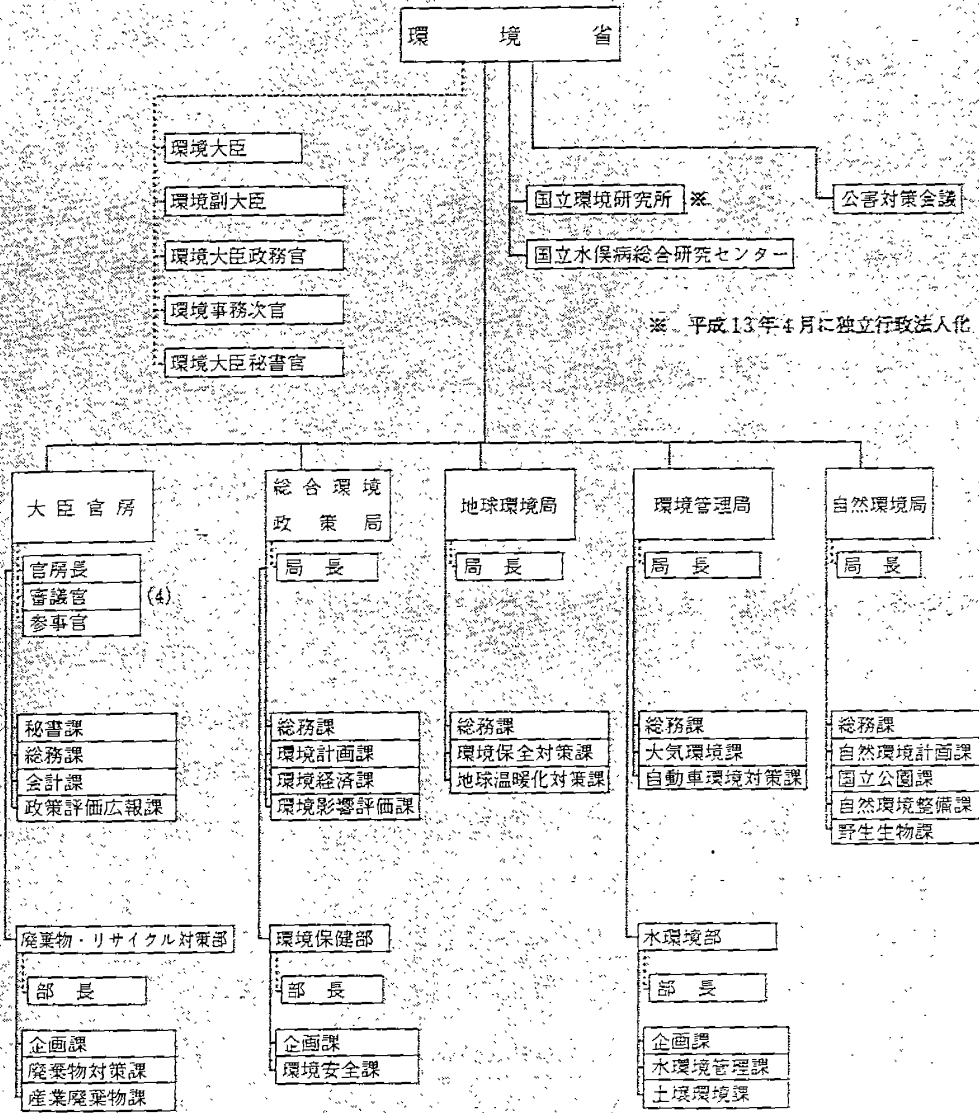 環境省
環境大臣
環境副大臣
環境大臣政務官
環境事務次官
環境大臣秘書官
国立環境研究所 ※
国立水俣病総合研究センター
公害対策会議
※ 平成13年4月に独立行政法人化
大臣官房
官房長
審議官 (4)
参事官
秘書課
総務課
会計課
政策評価広報課
廃棄物・リサイクル対策部
部長
企画課
廃棄物対策課
産業廃棄物課
総合環境
政策局
局長
総務課
環境計画課
環境経済課
環境影響評価課
環境保健部
部長
企画課
環境安全課
地球環境局
局長
総務課
環境保全対策課
地球温暖化対策課
環境管理局
局長
総務課
大気環境課
自動車環境対策課
水環境部
部長
企画課
水環境管理課
土壌環境課
自然環境局
局長
総務課
自然環境計画課
国立公園課
自然環境整備課
野生生物課